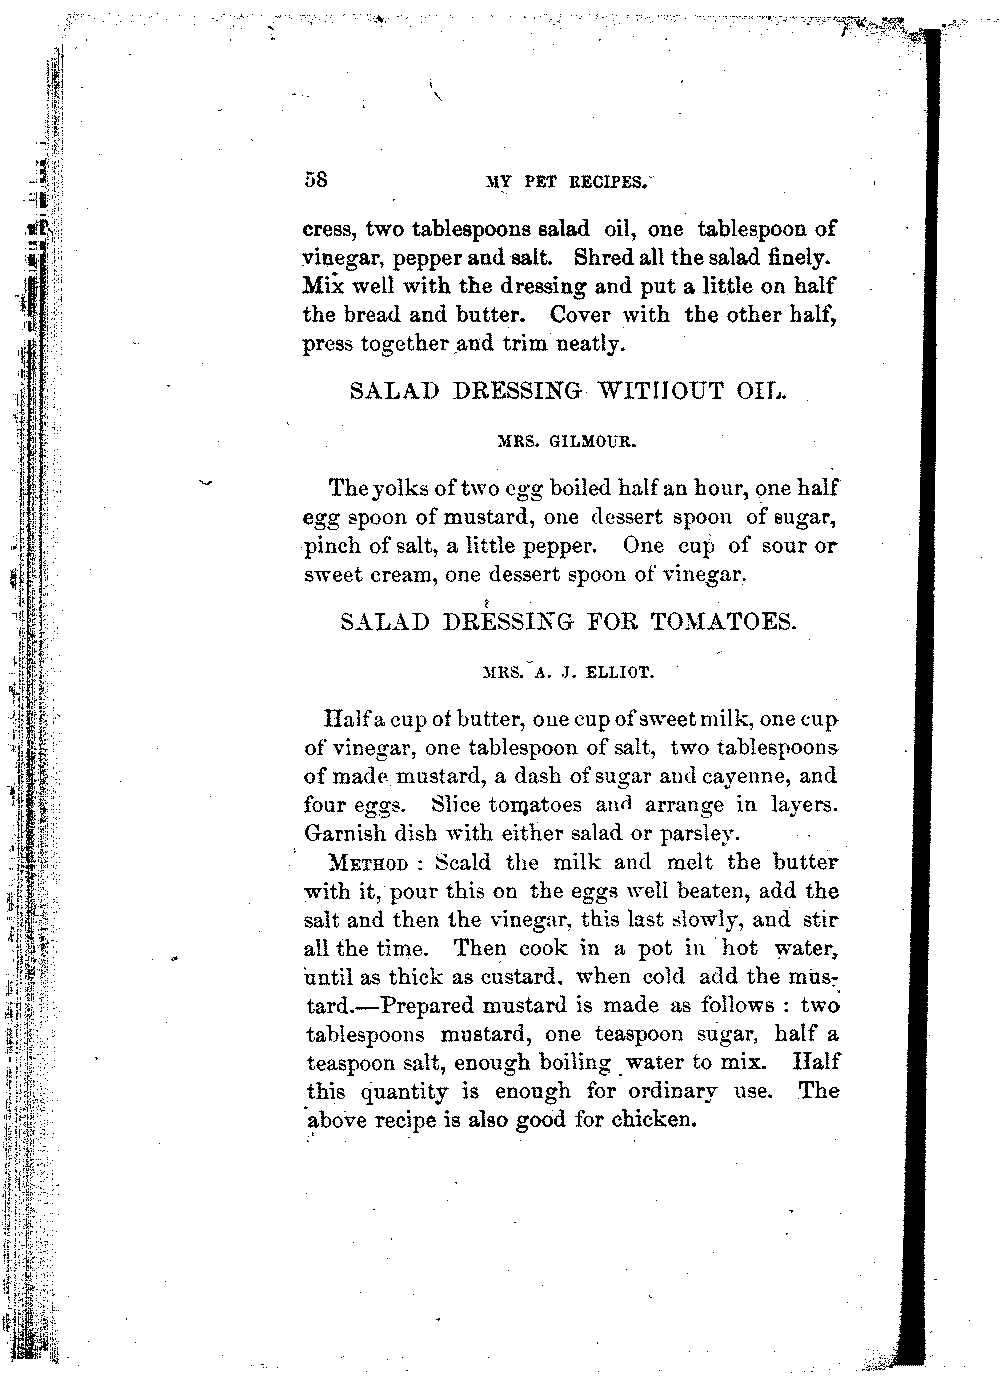 58 MY PET RECIPES.
cress, two tablespoons salad oil, one tablespoon of
vinegar, pepper and salt. Shred all the salad finely.
Mix well with the dressing and put a little on half
the bread and butter. Cover with the other half,
press together and trim neatly.
SALAD DRESSING WITHOUT OIL.
MRS. GILMOUR.
The yolks of two egg boiled half an hour, one half
egg spoon of mustard, one dessert spoon of sugar,
pinch of salt, a little pepper. One cup of sour or
sweet cream, one dessert spoon of vinegar.
SALAD DRESSING FOR TOMATOES.
MRS. A. J. ELLIOT.
Half a cup of butter, one cup of sweet milk, one cup
of vinegar, one tablespoon of salt, two tablespoons
of made mustard, a dash of sugar and cayenne, and
four eggs. Slice tomatoes and arrange in layers.
Garnish dish with either salad or parsley.
METHOD : Scald the milk and melt the butter
with it, pour this on the eggs well beaten, add the
salt and then the vinegar, this last slowly, and stir
all the time. Then cook in a pot in hot water,
until as thick as custard, when cold add the mus-
tard.—Prepared mustard is made as follows : two
tablespoons mustard, one teaspoon sugar, half a
teaspoon salt, enough boiling water to mix. Half
this quantity is enough for ordinary use. The
above recipe is also good for chicken.